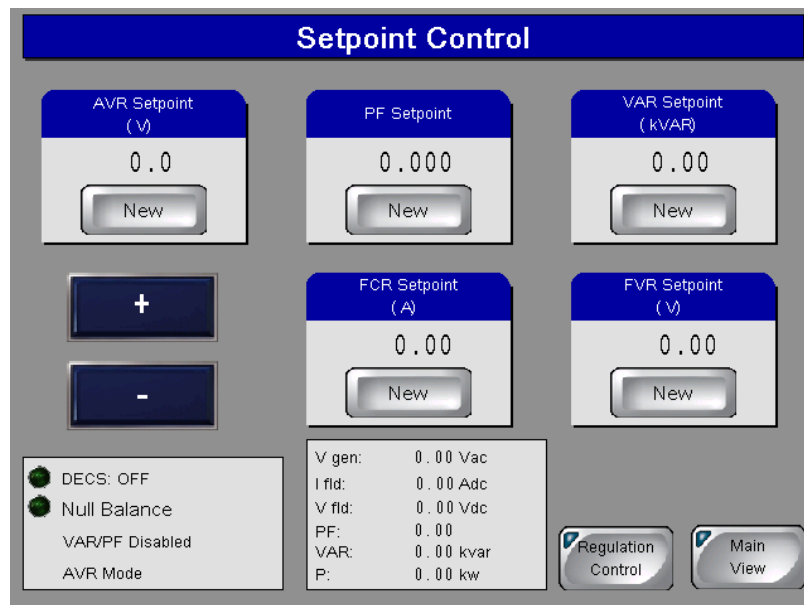 Setpoint Control
AVR Setpoint
( V)
0.0
New
PF Setpoint
0.000
New
VAR Setpoint
( kVAR)
0.00
New
+
-
FCR Setpoint
( A)
0.00
New
FVR Setpoint
( V)
0.00
New
DECS: OFF
Null Balance
VAR/PF Disabled
AVR Mode
V gen: 0.00 Vac
I fld: 0.00 Adc
V fld: 0.00 Vdc
PF: 0.00
VAR: 0.00 kvar
P: 0.00 kw
Regulation
Control
Main
View